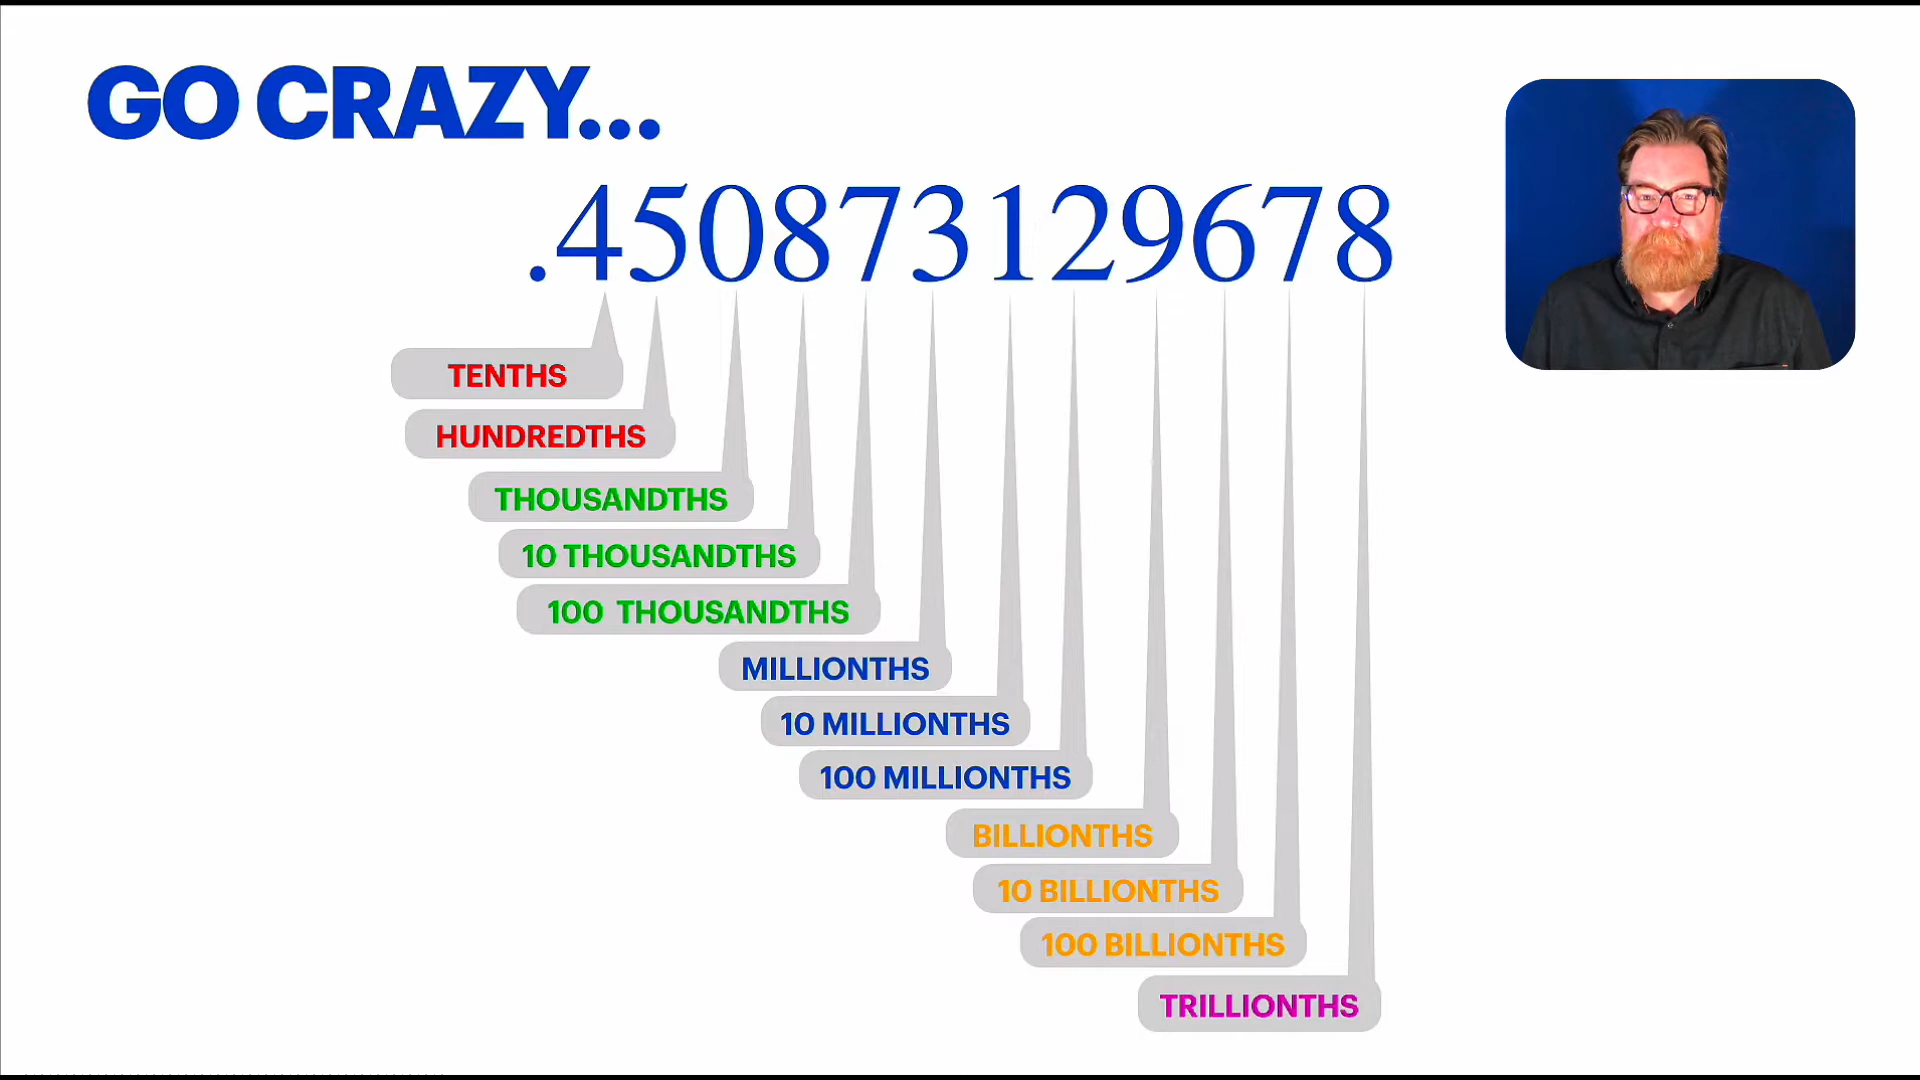 GO CRAZY...
.450873129678
TENTHS
HUNDREDTHS
THOUSANDTHS
10 THOUSANDTHS
100 THOUSANDTHS
MILLIONTHS
10 MILLIONTHS
100 MILLIONTHS
BILLIONTHS
10 BILLIONTHS
100 BILLIONTHS
TRILLIONTHS